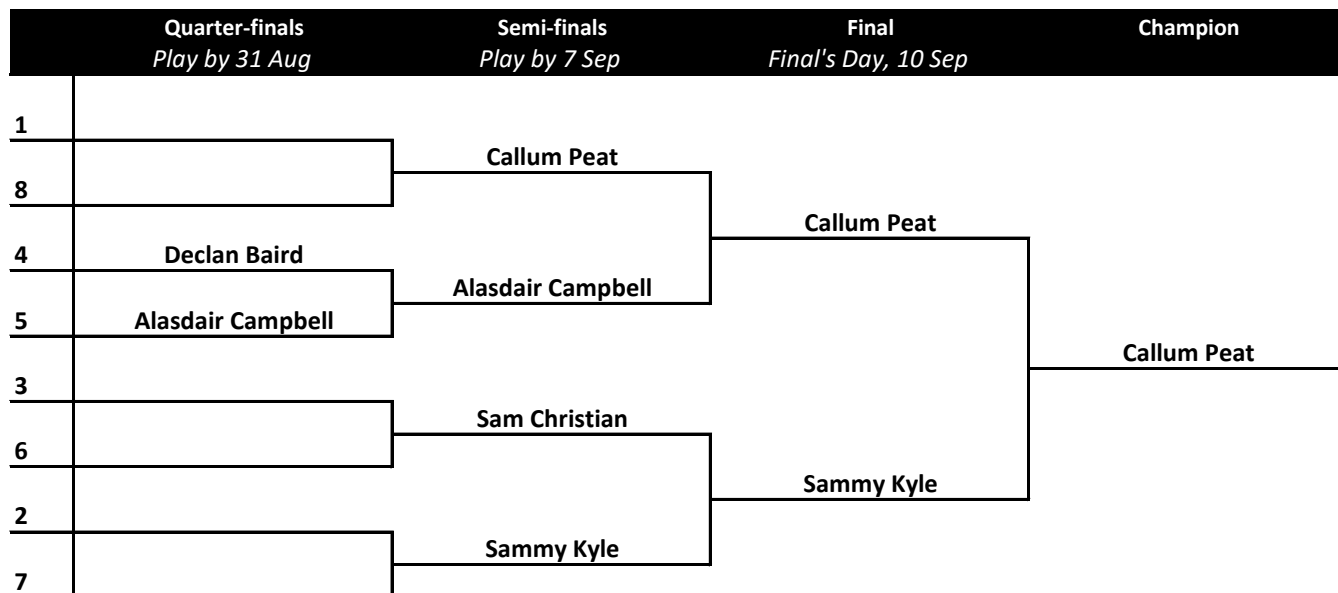 Quarter-finals Semi-finals Final Champion
Play by 31 Aug Play by 7 Sep Final's Day, 10 Sep
1
Callum Peat
8
Callum Peat
4 Declan Baird
Alasdair Campbell
5 Alasdair Campbell
Callum Peat
3
Sam Christian
6
Sammy Kyle
2
Sammy Kyle
7